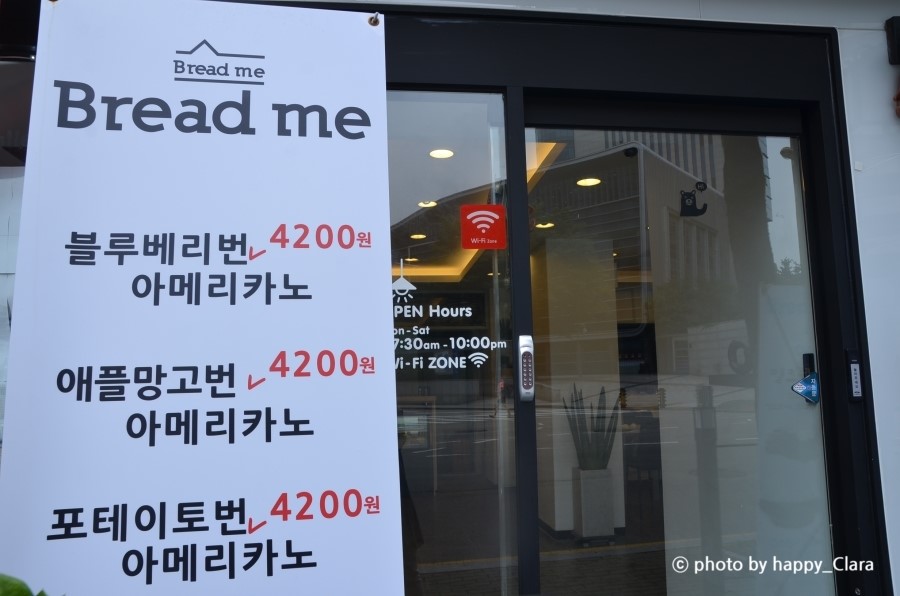 Bread me
Bread me
블루베리번 4200원
아메리카노
애플망고번 4200원
아메리카노
포테이토번 4200원
아메리카노
Wi-Fi Zone
PEN Hours
on - Sat
7:30am - 10:00pm
Wi-Fi ZONE
© photo by happy_Clara